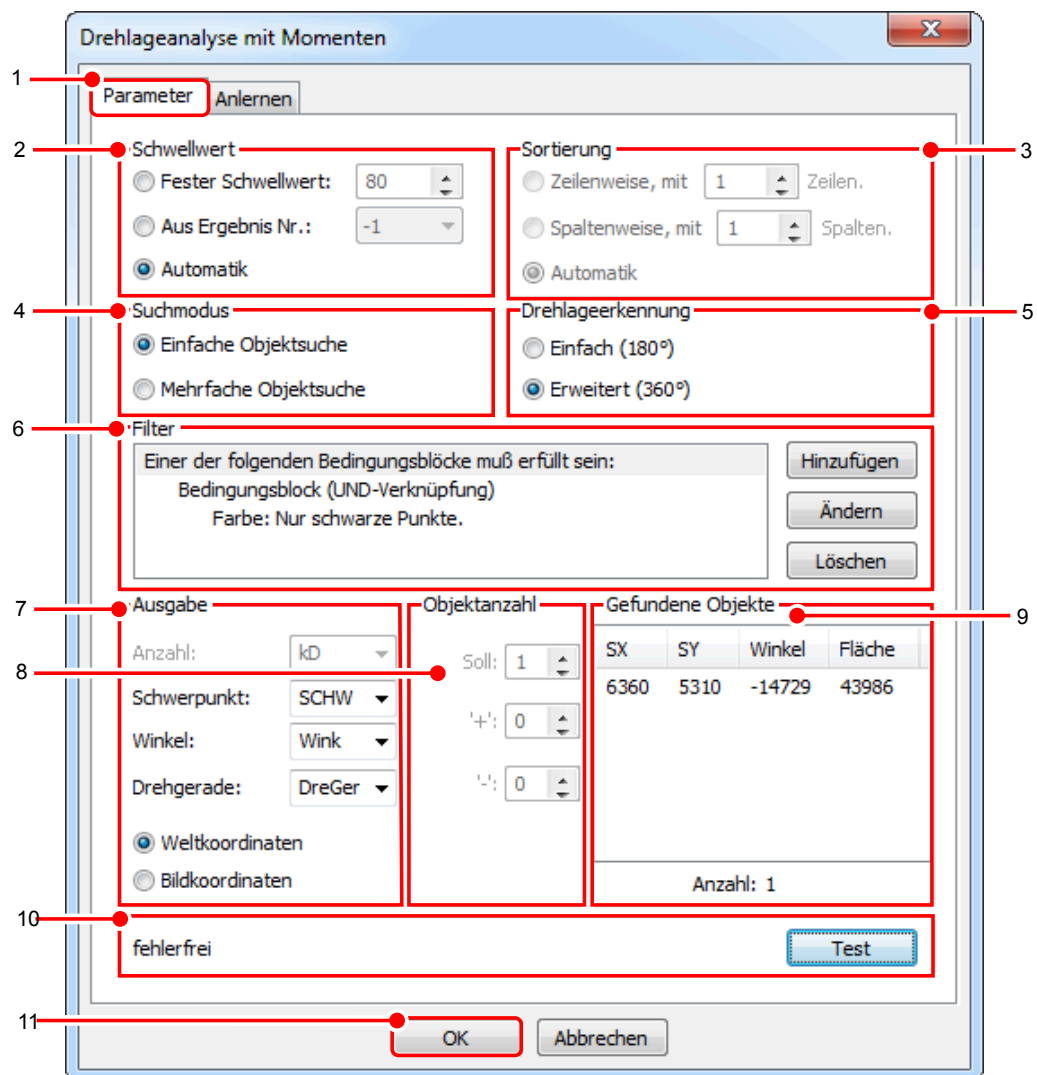 Drehlageanalyse mit Momenten
x
1
Parameter
Anlernen
2
Schwellwert
Fester Schwellwert: 80
Aus Ergebnis Nr.: -1
Automatik
Sortierung
3
Zeilenweise, mit 1 Zeilen.
Spaltenweise, mit 1 Spalten.
Automatik
4
Suchmodus
Einfache Objektsuche
Mehrfache Objektsuche
Drehlageerkennung
5
Einfach (180°)
Erweitert (360°)
6
Filter
Einer der folgenden Bedingungsblöcke muß erfüllt sein:
Bedingungsblock (UND-Verknüpfung)
Farbe: Nur schwarze Punkte.
Hinzufügen
Ändern
Löschen
7
Ausgabe
Anzahl: kD
Schwerpunkt: SCHW
Winkel: Wink
Drehgerade: DreGer
Weltkoordinaten
Bildkoordinaten
8
Objektanzahl
Soll: 1
'+': 0
'-': 0
Gefundene Objekte
9
SX SY Winkel Fläche
6360 5310 -14729 43986
Anzahl: 1
10
fehlerfrei
Test
11
OK
Abbrechen